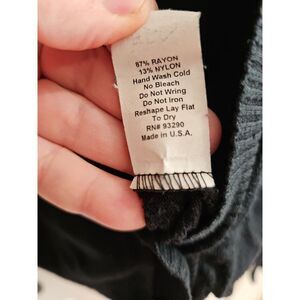 87% RAYON
13% NYLON
Hand Wash Cold
No Bleach
Do Not Wring
Do Not Iron
Reshape Lay Flat
To Dry
RN# 93290
Made in U.S.A.